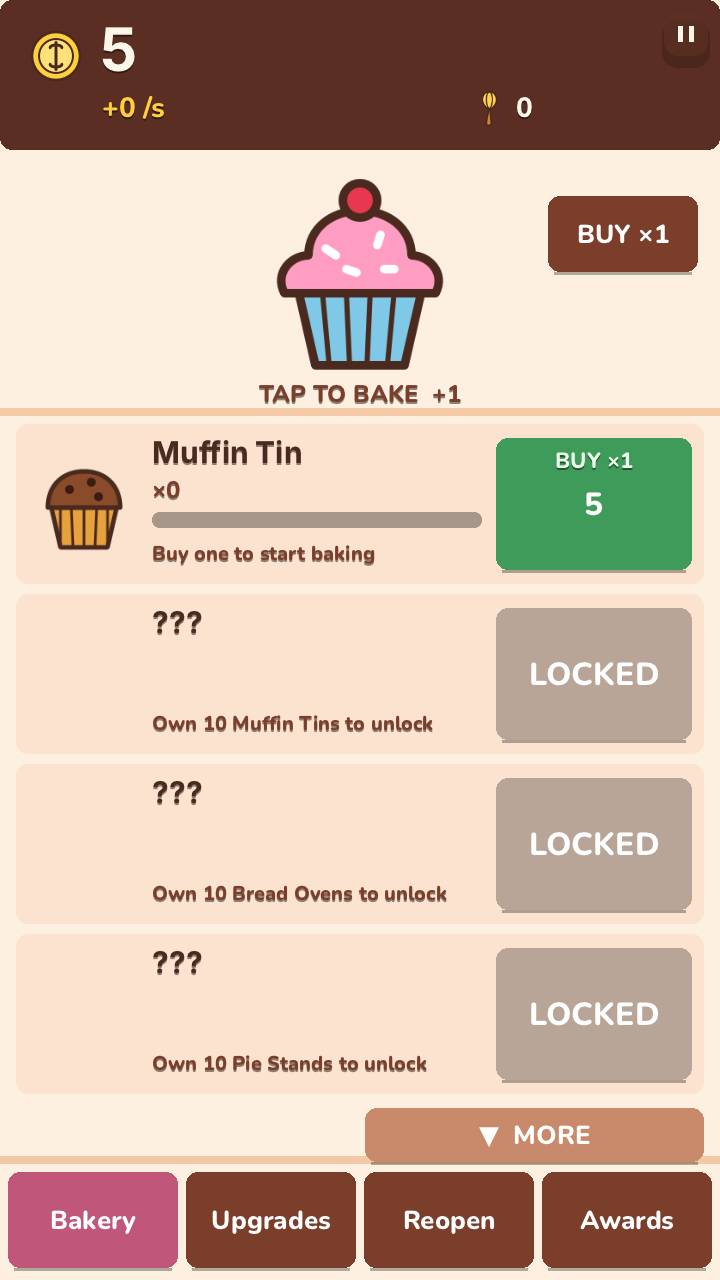 5
+0 /s
0
BUY ×1
TAP TO BAKE +1
Muffin Tin
×0
Buy one to start baking
BUY ×1
5
???
Own 10 Muffin Tins to unlock
LOCKED
???
Own 10 Bread Ovens to unlock
LOCKED
???
Own 10 Pie Stands to unlock
LOCKED
▼ MORE
Bakery
Upgrades
Reopen
Awards